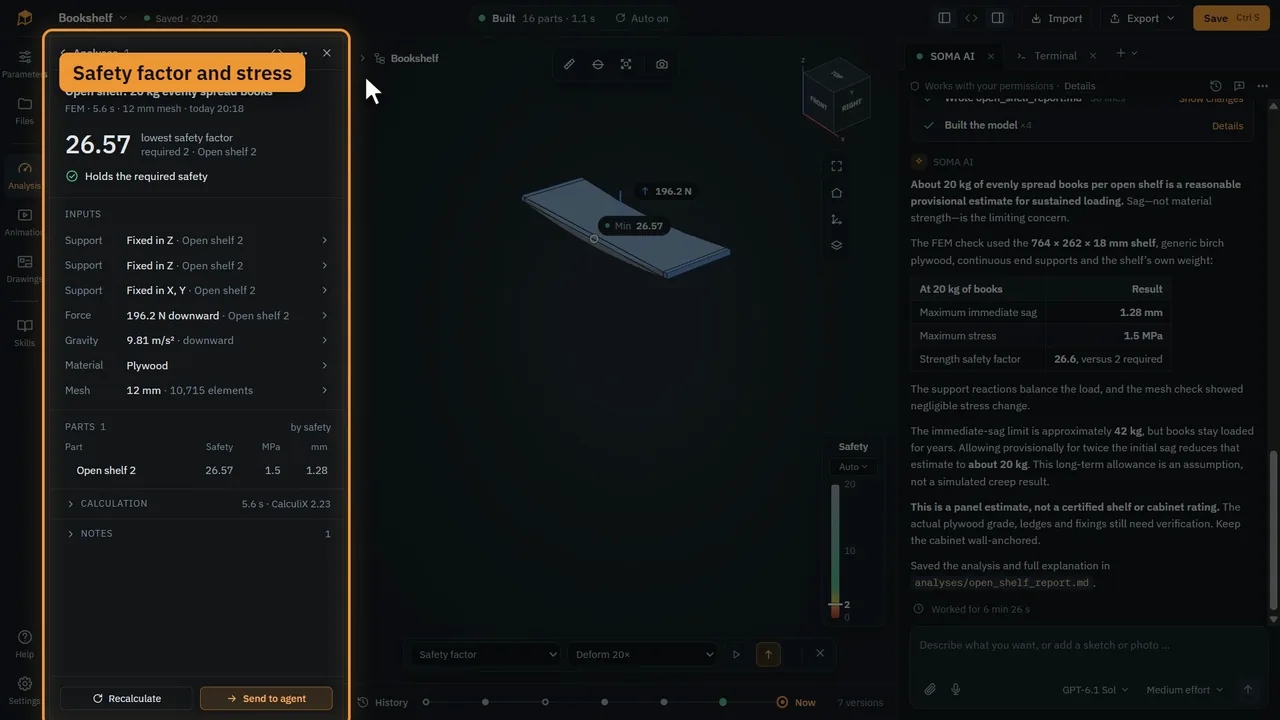 Bookshelf
Saved · 20:20
Built 16 parts · 1.1 s
Auto on
Import
Export
Save Ctrl S
Parameters
Files
Analysis
Animation
Drawings
Skills
Help
Settings
Safety factor and stress
Open shelf: 20 kg evenly spread books
FEM · 5.6 s · 12 mm mesh · today 20:18
26.57 lowest safety factor
required 2 · Open shelf 2
Holds the required safety
INPUTS
Support Fixed in Z · Open shelf 2
Support Fixed in Z · Open shelf 2
Support Fixed in X, Y · Open shelf 2
Force 196.2 N downward · Open shelf 2
Gravity 9.81 m/s² · downward
Material Plywood
Mesh 12 mm · 10,715 elements
PARTS 1 by safety
Part Safety MPa mm
Open shelf 2 26.57 1.5 1.28
CALCULATION 5.6 s · CalculiX 2.23
NOTES 1
Recalculate
Send to agent
Bookshelf
TOP
FRONT
RIGHT
z
x
196.2 N
Min 26.57
Safety
Auto
20
10
2
0
Safety factor
Deform 20×
History
Now
7 versions
SOMA AI
Terminal
Works with your permissions · Details
Wrote open_shelf_report.md 50 lines Show changes
Built the model ×4 Details
SOMA AI
About 20 kg of evenly spread books per open shelf is a reasonable
provisional estimate for sustained loading. Sag—not material
strength—is the limiting concern.
The FEM check used the 764 × 262 × 18 mm shelf, generic birch
plywood, continuous end supports and the shelf’s own weight:
At 20 kg of books Result
Maximum immediate sag 1.28 mm
Maximum stress 1.5 MPa
Strength safety factor 26.6, versus 2 required
The support reactions balance the load, and the mesh check showed
negligible stress change.
The immediate-sag limit is approximately 42 kg, but books stay loaded
for years. Allowing provisionally for twice the initial sag reduces that
estimate to about 20 kg. This long-term allowance is an assumption,
not a simulated creep result.
This is a panel estimate, not a certified shelf or cabinet rating. The
actual plywood grade, ledges and fixings still need verification. Keep
the cabinet wall-anchored.
Saved the analysis and full explanation in
analyses/open_shelf_report.md.
Worked for 6 min 26 s
Describe what you want, or add a sketch or photo ...
GPT-6.1 Sol
Medium effort